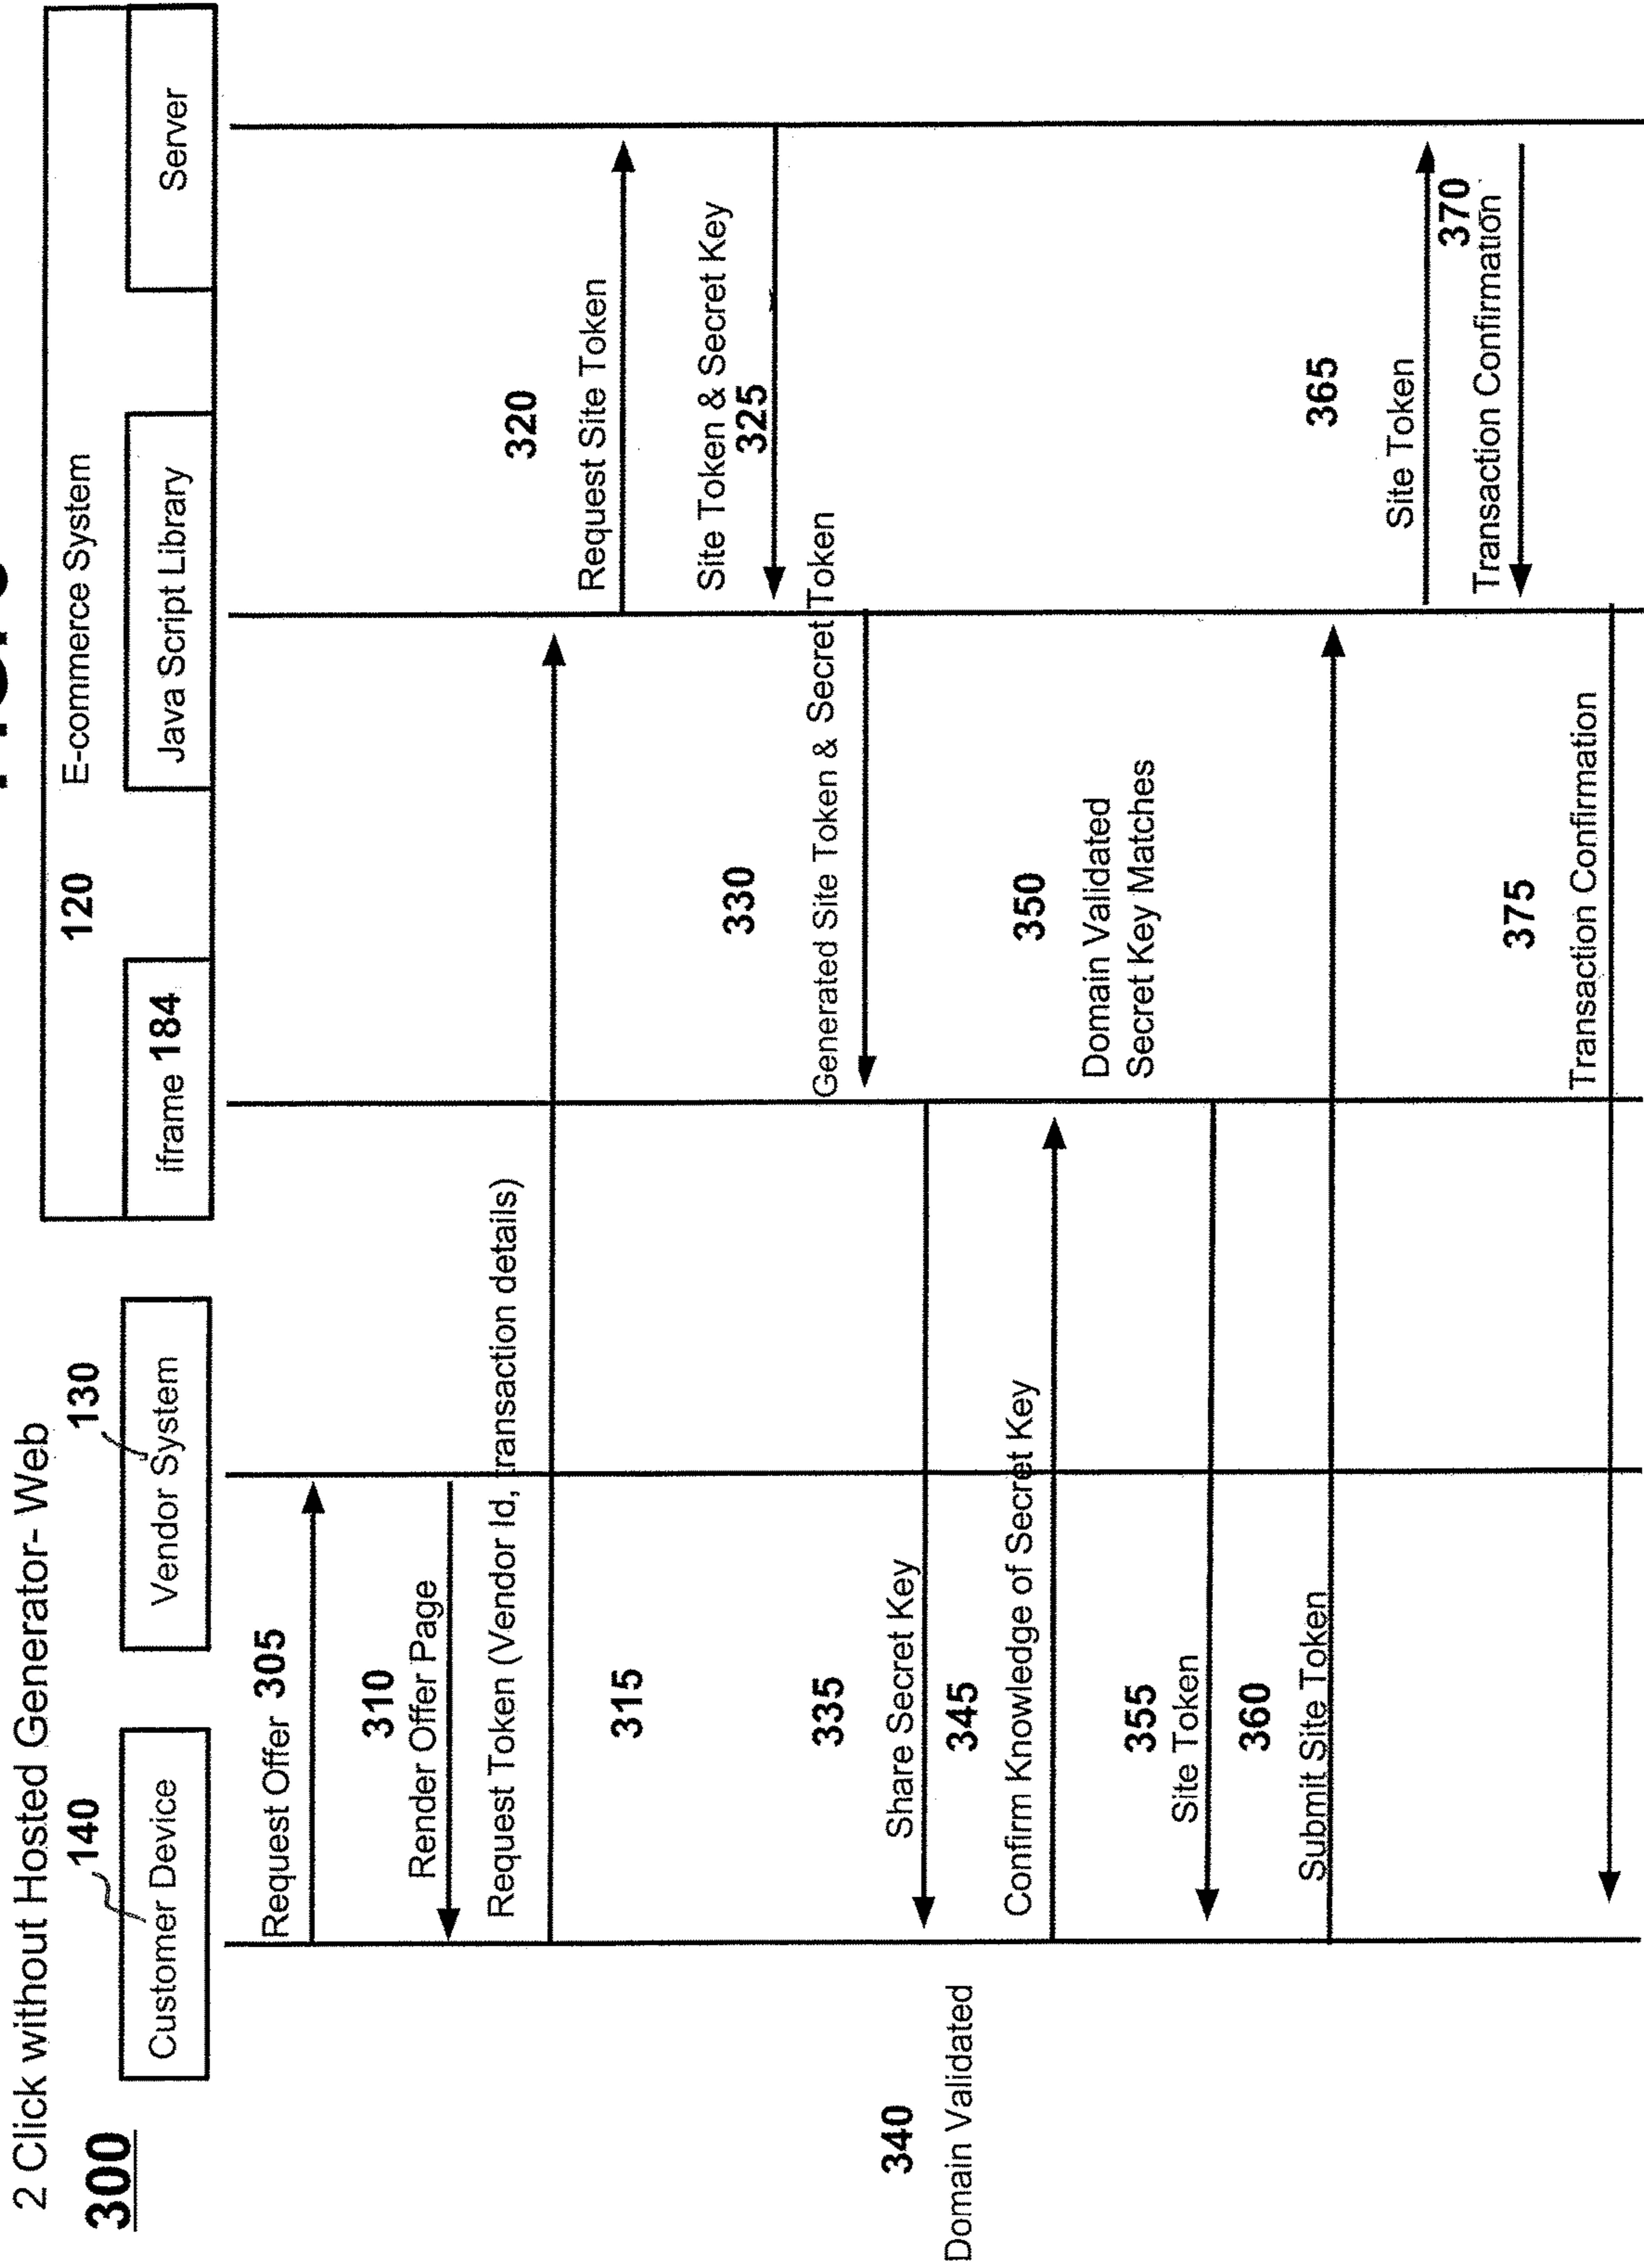 2 Click without Hosted Generator- Web
300
140
Customer Device
130
Vendor System
120
E-commerce System
iframe 184
Java Script Library
Server
Request Offer 305
310
Render Offer Page
Request Token (Vendor Id, transaction details)
315
320
Request Site Token
Site Token & Secret Key
325
330
Generated Site Token & Secret Token
335
Share Secret Key
340
Domain Validated
345
Confirm Knowledge of Secret Key
350
Domain Validated
Secret Key Matches
355
Site Token
360
Submit Site Token
365
Site Token
370
Transaction Confirmation
375
Transaction Confirmation